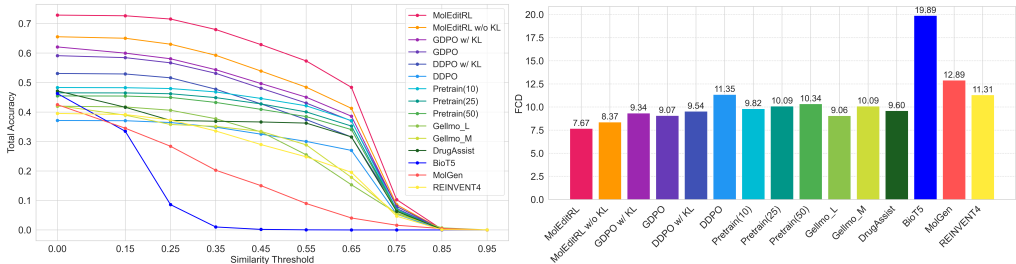 Total Accuracy
0.7
0.6
0.5
0.4
0.3
0.2
0.1
0.0
0.00
0.15
0.25
0.35
0.45
0.55
0.65
0.75
0.85
0.95
Similarity Threshold
MolEditRL
MolEditRL w/o KL
GDPO w/ KL
GDPO
DDPO w/ KL
DDPO
Pretrain(10)
Pretrain(25)
Pretrain(50)
Gellmo_L
Gellmo_M
DrugAssist
BioT5
MolGen
REINVENT4
FCD
20.0
17.5
15.0
12.5
10.0
7.5
5.0
2.5
0.0
7.67
8.37
9.34
9.07
9.54
11.35
9.82
10.09
10.34
9.06
10.09
9.60
19.89
12.89
11.31
MolEditRL
MolEditRL w/o KL
GDPO w/ KL
GDPO
DDPO w/ KL
DDPO
Pretrain(10)
Pretrain(25)
Pretrain(50)
Gellmo_L
Gellmo_M
DrugAssist
BioT5
MolGen
REINVENT4